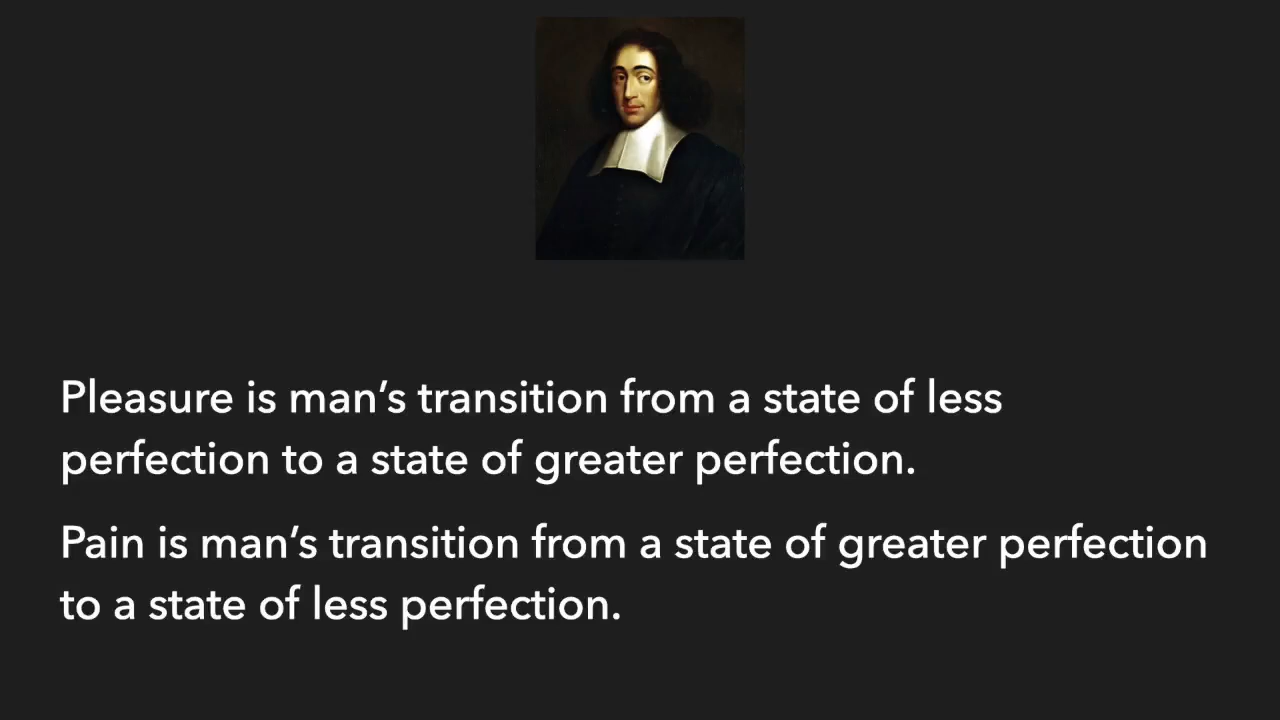 Pleasure is man’s transition from a state of less
perfection to a state of greater perfection.
Pain is man’s transition from a state of greater perfection
to a state of less perfection.